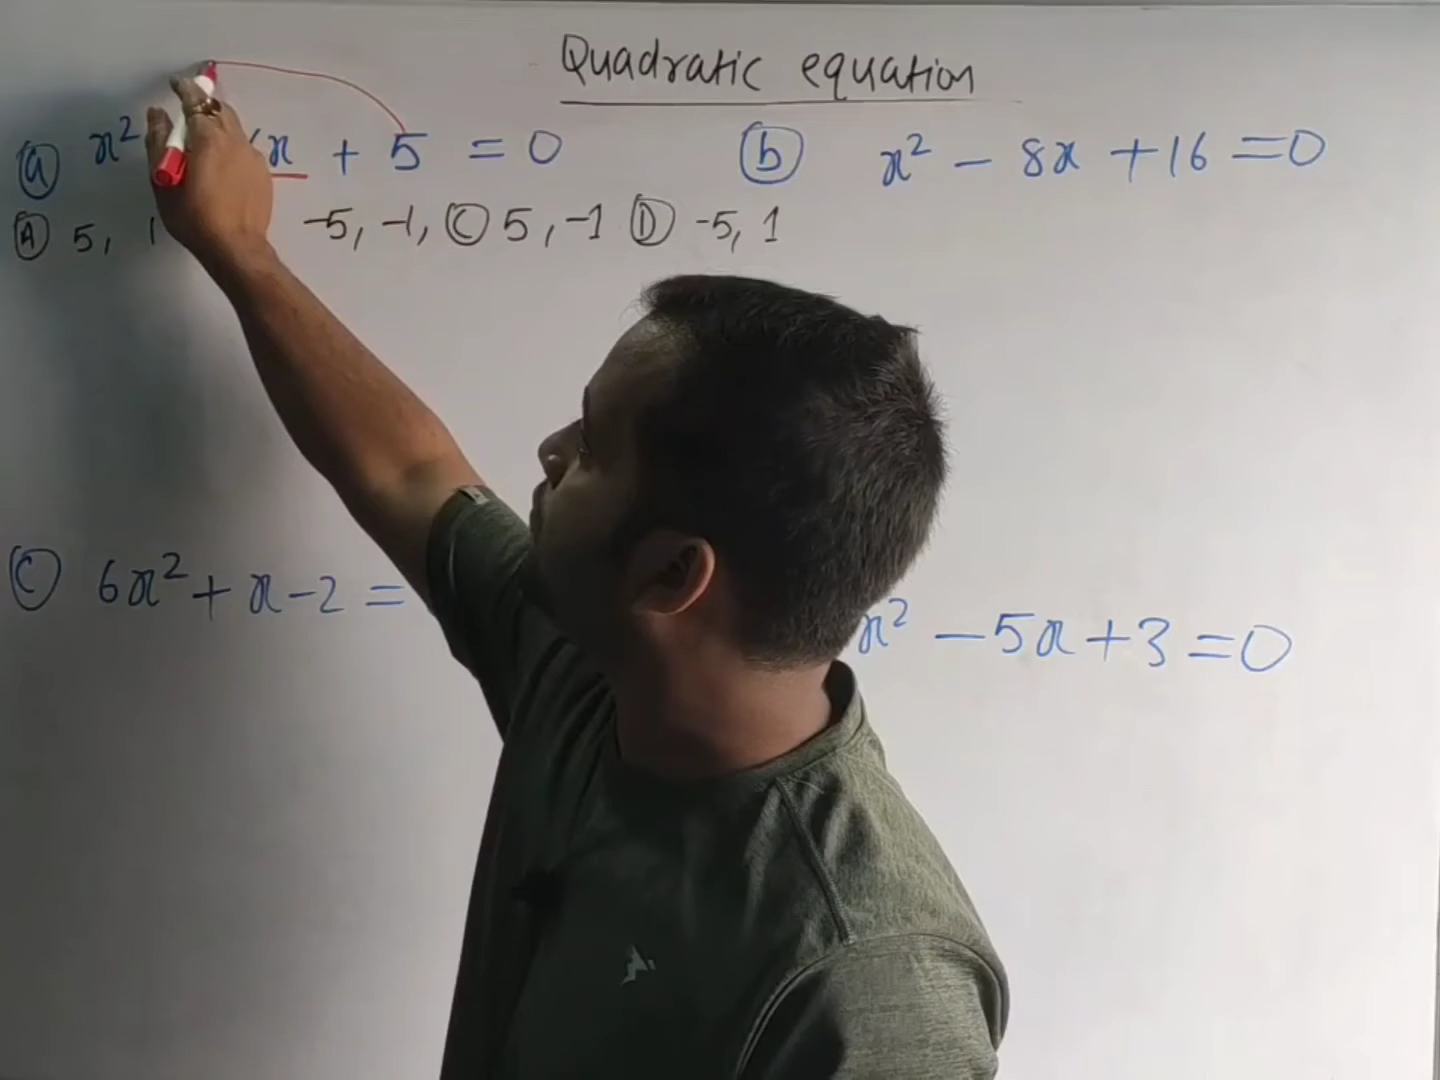 Quadratic equation
(a) x² x + 5 = 0
(b) x² - 8x + 16 = 0
(A) 5, 1 -5, -1, (C) 5, -1 (D) -5, 1
(C) 6x² + x - 2 =
x² - 5x + 3 = 0